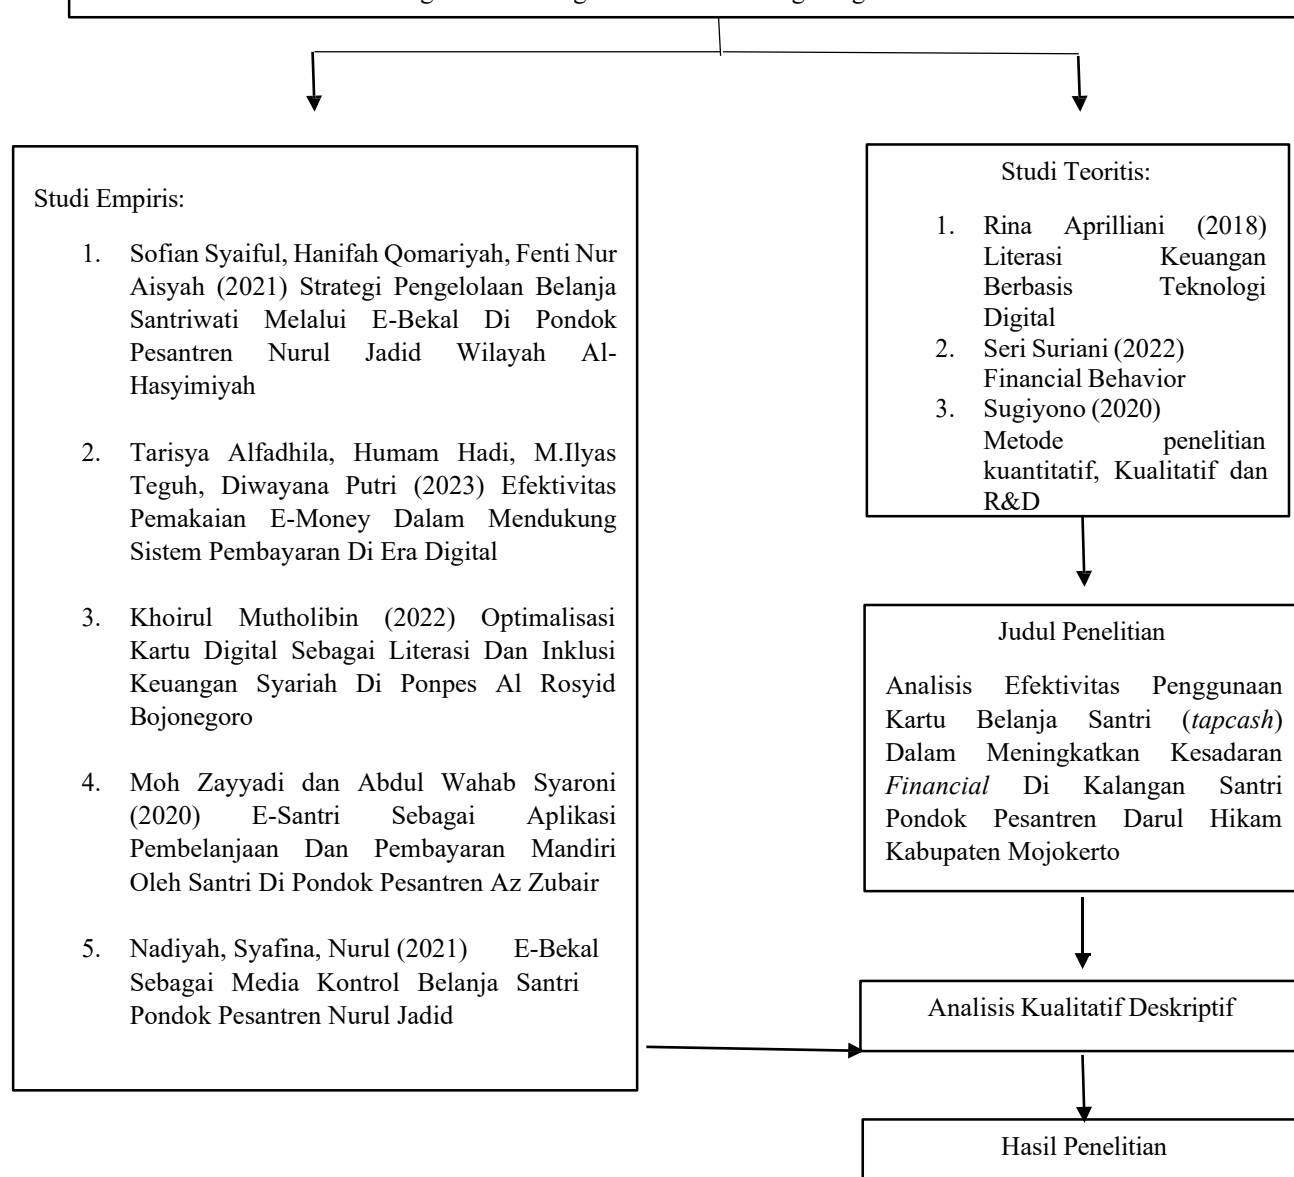 Studi Empiris:
1. Sofian Syaiful, Hanifah Qomariyah, Fenti Nur
Aisyah (2021) Strategi Pengelolaan Belanja
Santriwati Melalui E-Bekal Di Pondok
Pesantren Nurul Jadid Wilayah Al-
Hasyimiyah
2. Tarisya Alfadhila, Humam Hadi, M.Ilyas
Teguh, Diwayana Putri (2023) Efektivitas
Pemakaian E-Money Dalam Mendukung
Sistem Pembayaran Di Era Digital
3. Khoirul Mutholibin (2022) Optimalisasi
Kartu Digital Sebagai Literasi Dan Inklusi
Keuangan Syariah Di Ponpes Al Rosyid
Bojonegoro
4. Moh Zayyadi dan Abdul Wahab Syaroni
(2020) E-Santri Sebagai Aplikasi
Pembelanjaan Dan Pembayaran Mandiri
Oleh Santri Di Pondok Pesantren Az Zubair
5. Nadiyah, Syafina, Nurul (2021) E-Bekal
Sebagai Media Kontrol Belanja Santri
Pondok Pesantren Nurul Jadid
Studi Teoritis:
1. Rina Aprilliani (2018)
Literasi Keuangan
Berbasis Teknologi
Digital
2. Seri Suriani (2022)
Financial Behavior
3. Sugiyono (2020)
Metode penelitian
kuantitatif, Kualitatif dan
R&D
Judul Penelitian
Analisis Efektivitas Penggunaan
Kartu Belanja Santri (tapcash)
Dalam Meningkatkan Kesadaran
Financial Di Kalangan Santri
Pondok Pesantren Darul Hikam
Kabupaten Mojokerto
Analisis Kualitatif Deskriptif
Hasil Penelitian